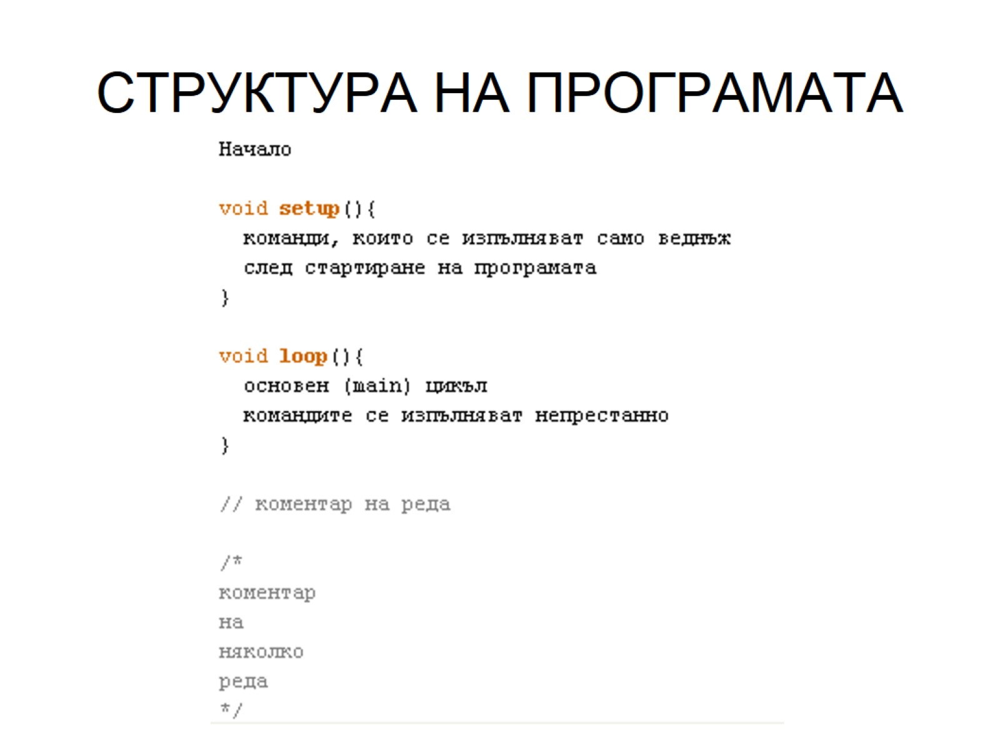 СТРУКТУРА НА ПРОГРАМАТА
Начало
void setup(){
команди, които се изпълняват само веднъж
след стартиране на програмата
}
void loop(){
основен (main) цикъл
командите се изпълняват непрестанно
}
// коментар на реда
/*
коментар
на
няколко
реда
*/